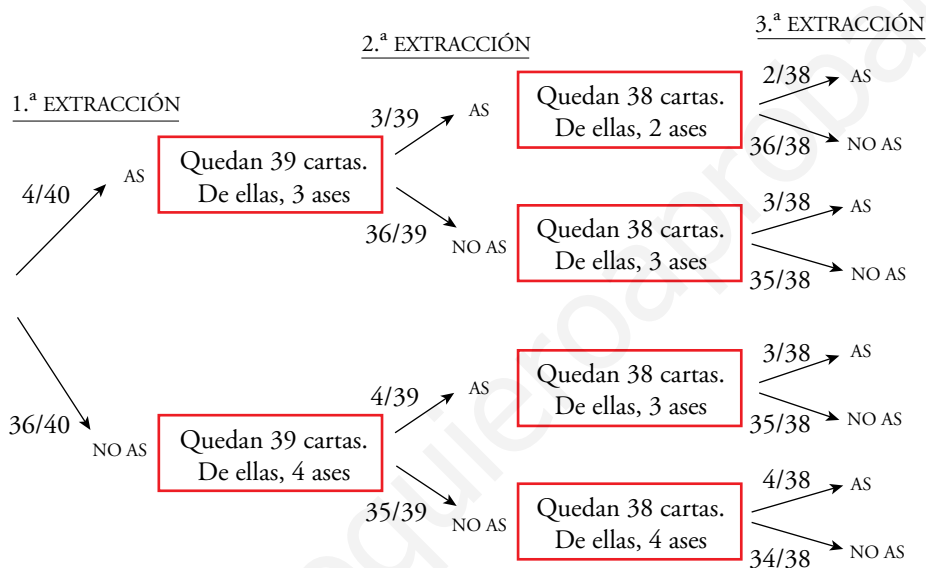 1.ª EXTRACCIÓN
2.ª EXTRACCIÓN
3.ª EXTRACCIÓN
4/40
AS
Quedan 39 cartas.
De ellas, 3 ases
3/39
AS
Quedan 38 cartas.
De ellas, 2 ases
2/38
AS
36/38
NO AS
36/39
NO AS
Quedan 38 cartas.
De ellas, 3 ases
3/38
AS
35/38
NO AS
36/40
NO AS
Quedan 39 cartas.
De ellas, 4 ases
4/39
AS
Quedan 38 cartas.
De ellas, 3 ases
3/38
AS
35/38
NO AS
35/39
NO AS
Quedan 38 cartas.
De ellas, 4 ases
4/38
AS
34/38
NO AS
quieroaprobar